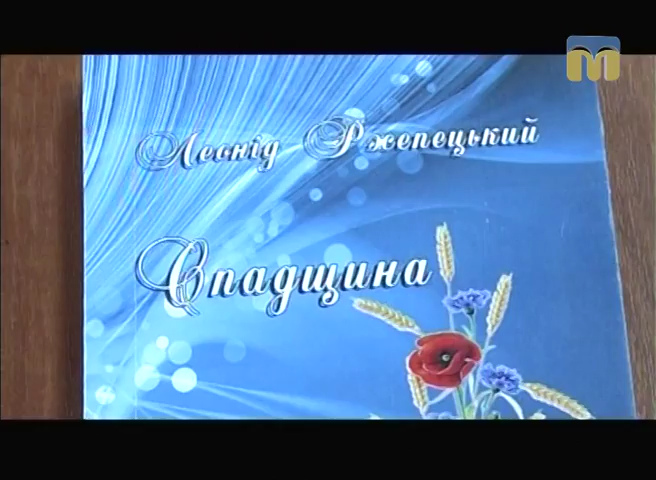 Леонід Ржепецький
Спадщина